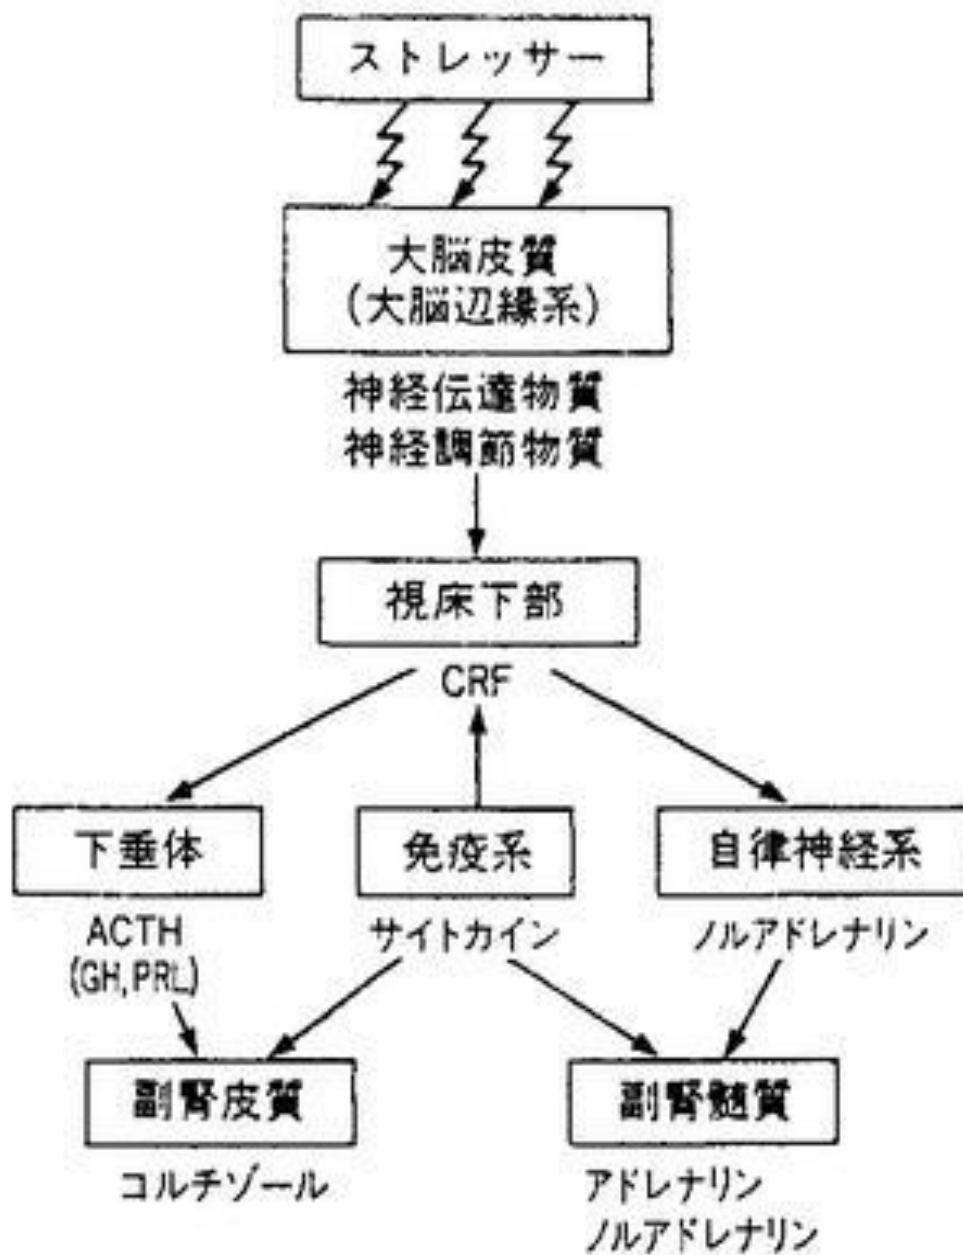 ストレッサー
大脳皮質
(大脳辺縁系)
神経伝達物質
神経調節物質
視床下部
CRF
下垂体
免疫系
自律神経系
ACTH
(GH,PRL)
サイトカイン
ノルアドレナリン
副腎皮質
副腎髄質
コルチゾール
アドレナリン
ノルアドレナリン